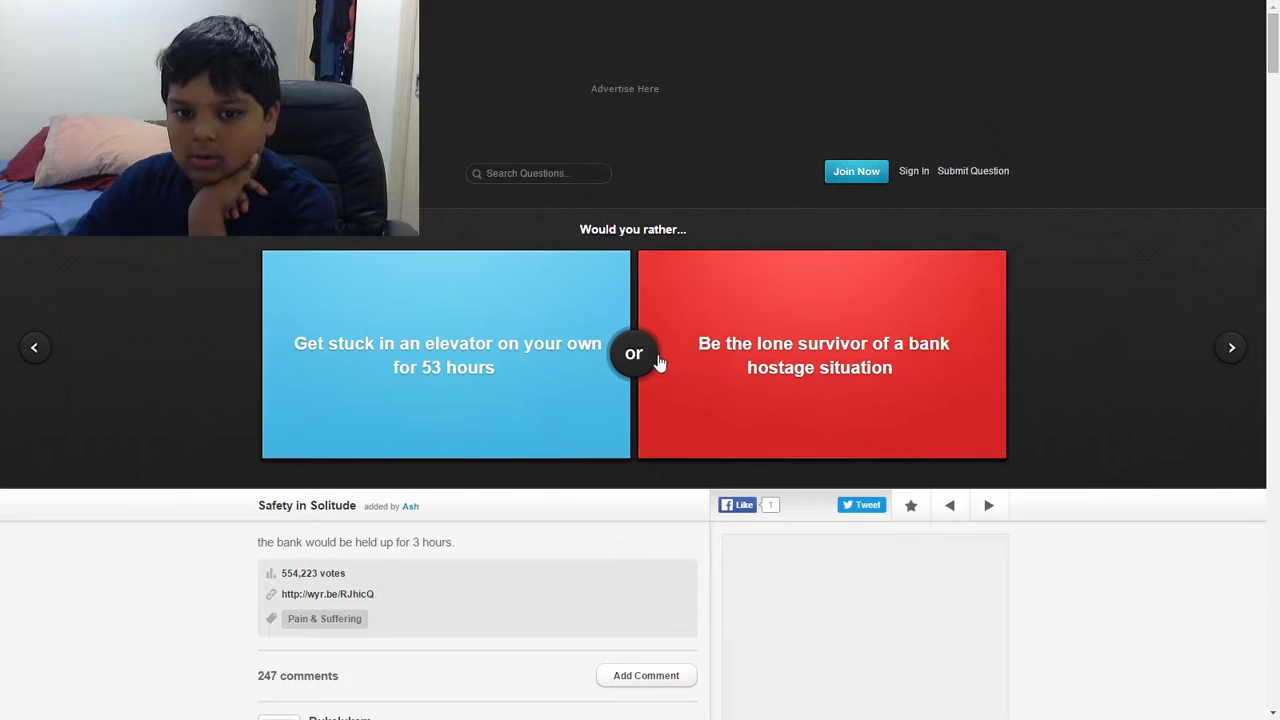 Advertise Here
Search Questions...
Join Now
Sign In
Submit Question
Would you rather...
Get stuck in an elevator on your own
for 53 hours
or
Be the lone survivor of a bank
hostage situation
Safety in Solitude added by Ash
Like 1
Tweet
the bank would be held up for 3 hours.
554,223 votes
http://wyr.be/RJhicQ
Pain & Suffering
247 comments
Add Comment